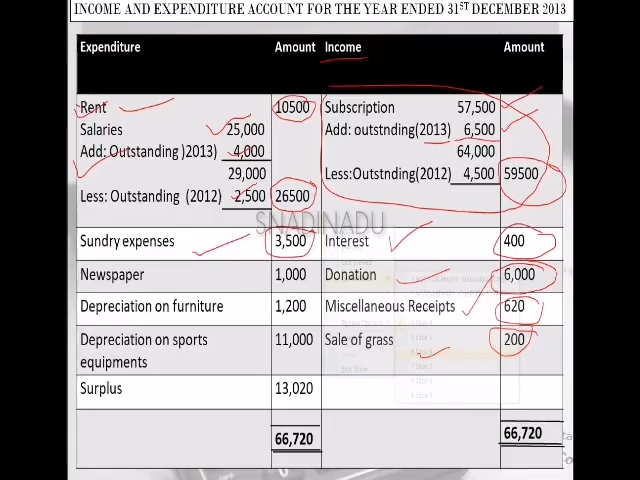 INCOME AND EXPENDITURE ACCOUNT FOR THE YEAR ENDED 31ST DECEMBER 2013
Expenditure Amount Income Amount
Rent 10500 Subscription 57,500
Salaries 25,000 Add: outstnding(2013) 6,500
Add: Outstanding )2013) 4,000 64,000
29,000 Less:Outstnding(2012) 4,500 59500
Less: Outstanding (2012) 2,500 26500
SNADINADU
Sundry expenses 3,500 Interest 400
Newspaper 1,000 Donation 6,000
Depreciation on furniture 1,200 Miscellaneous Receipts 620
Depreciation on sports 11,000 Sale of grass 200
equipments
Surplus 13,020
66,720 66,720